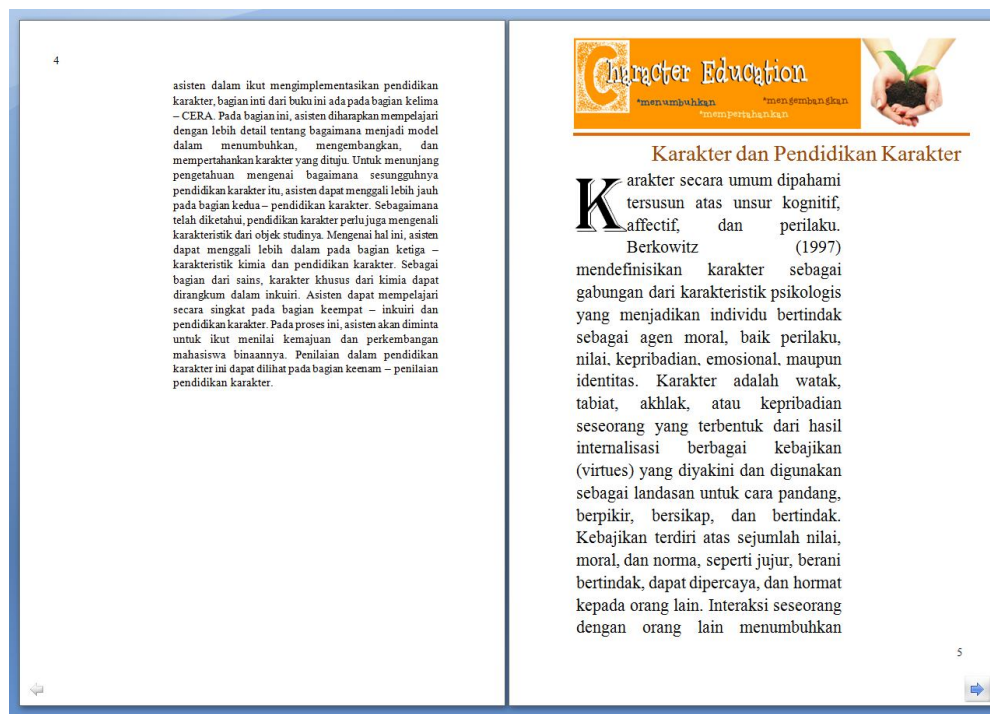 4
asisten dalam ikut mengimplementasikan pendidikan
karakter, bagian inti dari buku ini ada pada bagian kelima
– CERA. Pada bagian ini, asisten diharapkan mempelajari
dengan lebih detail tentang bagaimana menjadi model
dalam menumbuhkan, mengembangkan, dan
mempertahankan karakter yang dituju. Untuk menunjang
pengetahuan mengenai bagaimana sesungguhnya
pendidikan karakter itu, asisten dapat menggali lebih jauh
pada bagian kedua – pendidikan karakter. Sebagaimana
telah diketahui, pendidikan karakter perlu juga mengenali
karakteristik dari objek studinya. Mengenai hal ini, asisten
dapat menggali lebih dalam pada bagian ketiga –
karakteristik kimia dan pendidikan karakter. Sebagai
bagian dari sains, karakter khusus dari kimia dapat
dirangkum dalam inkuiri. Asisten dapat mempelajari
secara singkat pada bagian keempat – inkuiri dan
pendidikan karakter. Pada proses ini, asisten akan diminta
untuk ikut menilai kemajuan dan perkembangan
mahasiswa binaannya. Penilaian dalam pendidikan
karakter ini dapat dilihat pada bagian keenam – penilaian
pendidikan karakter.
Character Education
*menumbuhkan *mengembangkan
*mempertahankan
Karakter dan Pendidikan Karakter
Karakter secara umum dipahami
tersusun atas unsur kognitif,
affectif, dan perilaku.
Berkowitz (1997)
mendefinisikan karakter sebagai
gabungan dari karakteristik psikologis
yang menjadikan individu bertindak
sebagai agen moral, baik perilaku,
nilai, kepribadian, emosional, maupun
identitas. Karakter adalah watak,
tabiat, akhlak, atau kepribadian
seseorang yang terbentuk dari hasil
internalisasi berbagai kebajikan
(virtues) yang diyakini dan digunakan
sebagai landasan untuk cara pandang,
berpikir, bersikap, dan bertindak.
Kebajikan terdiri atas sejumlah nilai,
moral, dan norma, seperti jujur, berani
bertindak, dapat dipercaya, dan hormat
kepada orang lain. Interaksi seseorang
dengan orang lain menumbuhkan
5